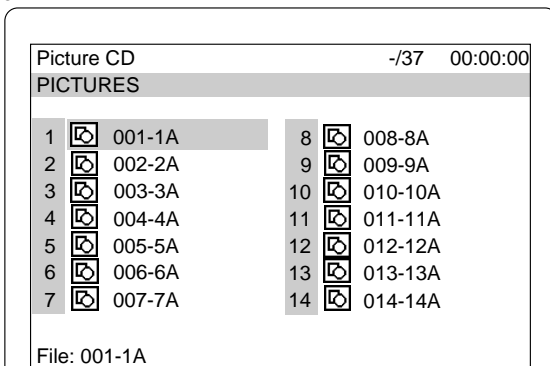 Picture CD -/37 00:00:00
PICTURES
1 001-1A
2 002-2A
3 003-3A
4 004-4A
5 005-5A
6 006-6A
7 007-7A
8 008-8A
9 009-9A
10 010-10A
11 011-11A
12 012-12A
13 013-13A
14 014-14A
File: 001-1A